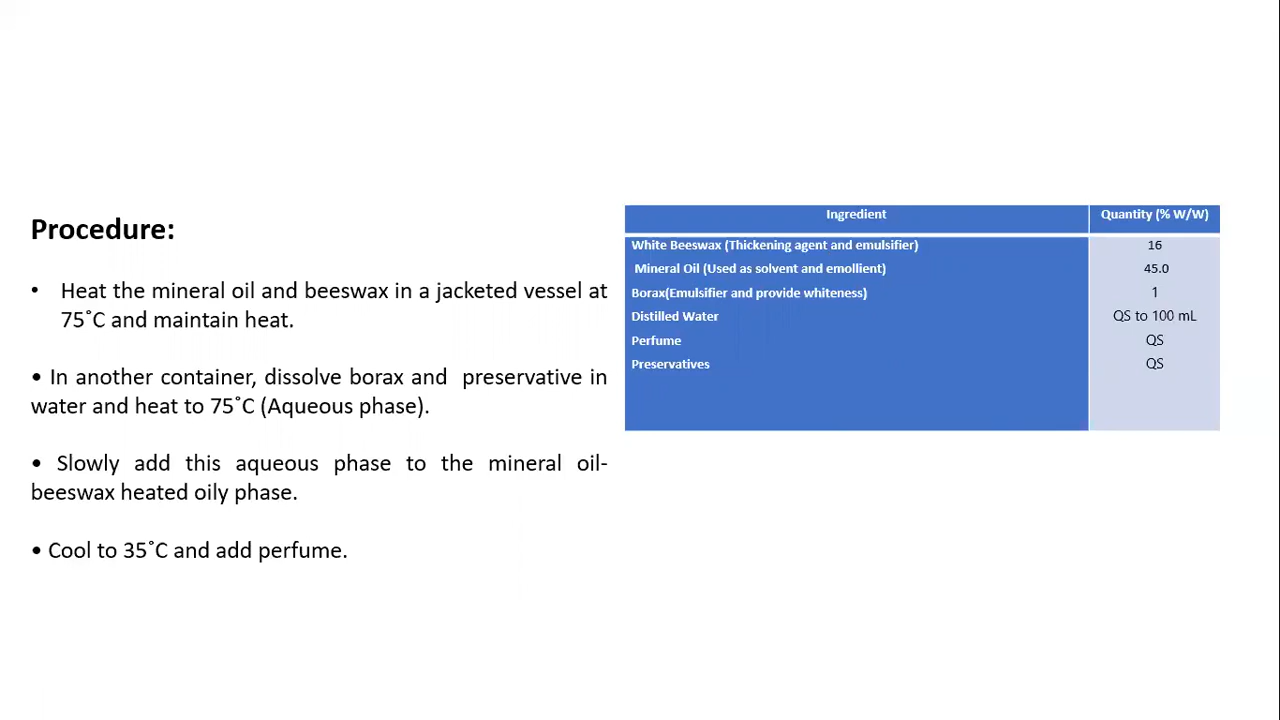 Procedure:
• Heat the mineral oil and beeswax in a jacketed vessel at
75˚C and maintain heat.
• In another container, dissolve borax and preservative in
water and heat to 75˚C (Aqueous phase).
• Slowly add this aqueous phase to the mineral oil-
beeswax heated oily phase.
• Cool to 35˚C and add perfume.
Ingredient Quantity (% W/W)
White Beeswax (Thickening agent and emulsifier) 16
Mineral Oil (Used as solvent and emollient) 45.0
Borax(Emulsifier and provide whiteness) 1
Distilled Water QS to 100 mL
Perfume QS
Preservatives QS